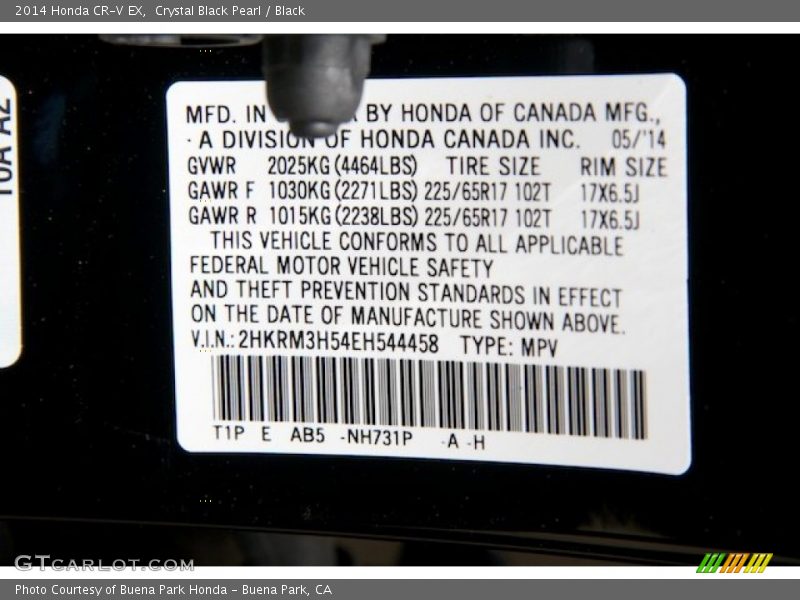 2014 Honda CR-V EX,  Crystal Black Pearl / Black
10A A2
MFD. IN A BY HONDA OF CANADA MFG.,
A DIVISION OF HONDA CANADA INC. 05/'14
GVWR 2025KG(4464LBS) TIRE SIZE RIM SIZE
GAWR F 1030KG(2271LBS) 225/65R17 102T 17X6.5J
GAWR R 1015KG(2238LBS) 225/65R17 102T 17X6.5J
THIS VEHICLE CONFORMS TO ALL APPLICABLE
FEDERAL MOTOR VEHICLE SAFETY
AND THEFT PREVENTION STANDARDS IN EFFECT
ON THE DATE OF MANUFACTURE SHOWN ABOVE.
V.I.N.: 2HKRM3H54EH544458 TYPE: MPV
T1P E AB5 -NH731P -A -H
GTCARLOT.COM
Photo Courtesy of Buena Park Honda - Buena Park, CA